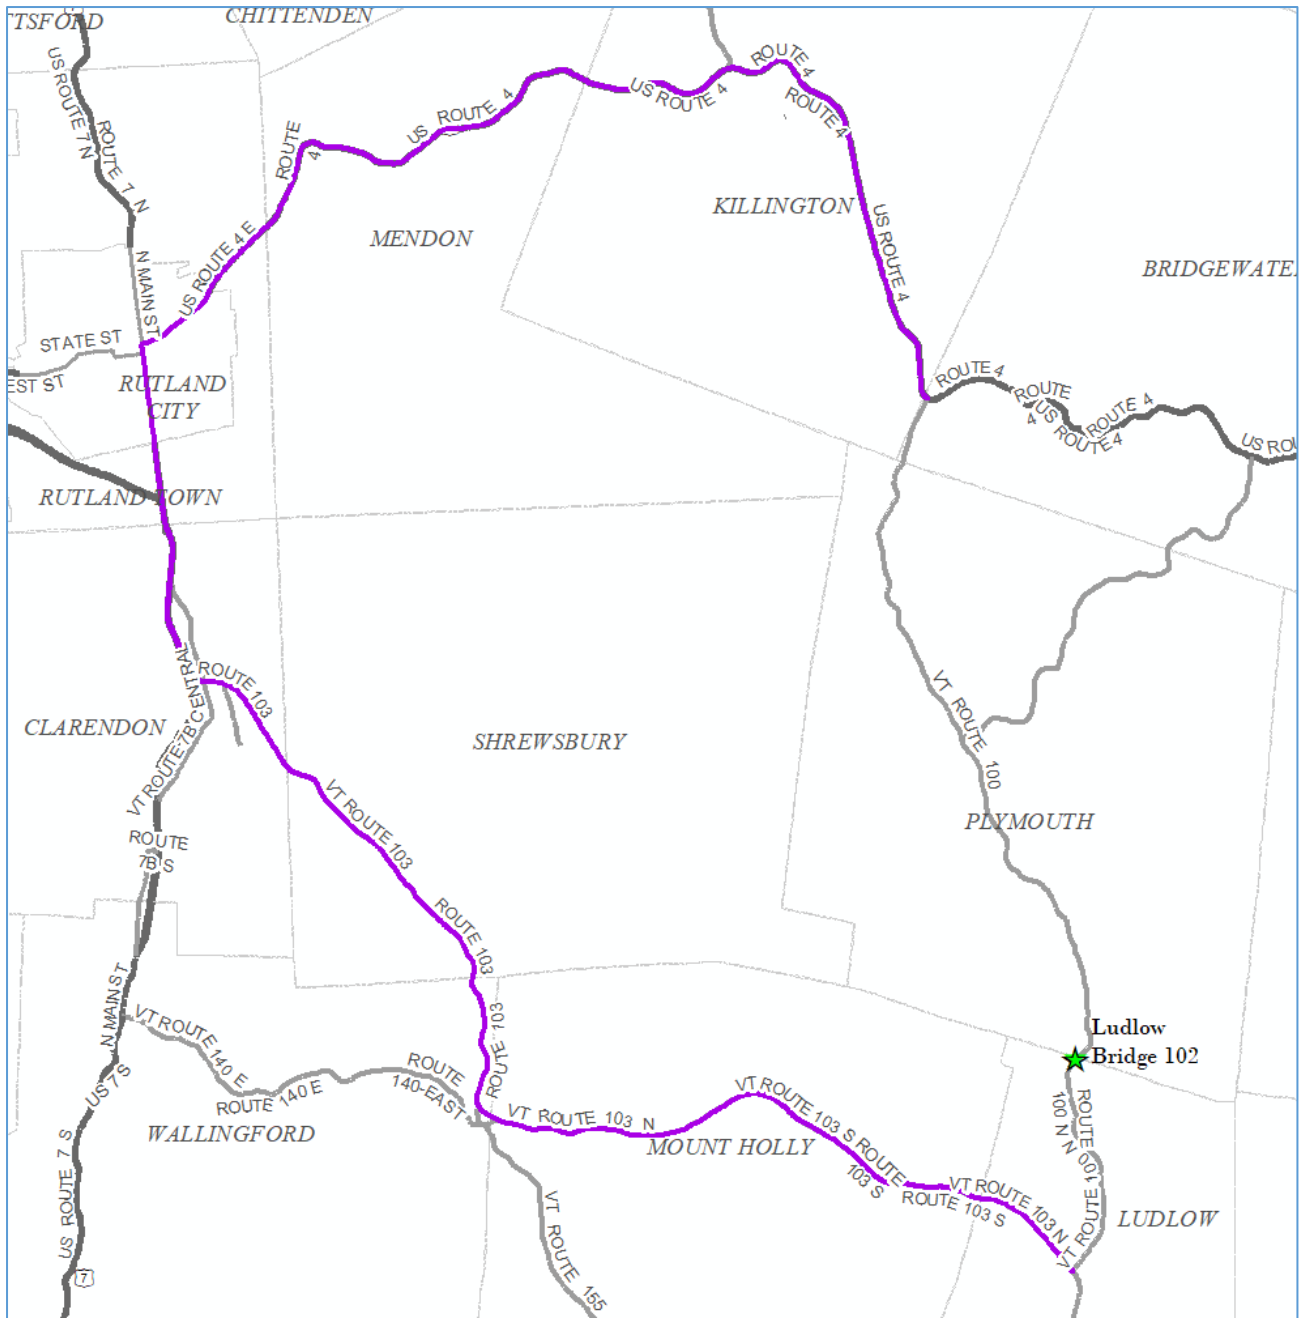 TTSFORD
CHITTENDEN
US ROUTE 7 N
ROUTE 7 N
ROUTE 7 N
N MAIN ST
STATE ST
EST ST
RUTLAND
CITY
RUTLAND TOWN
US ROUTE 4 E
ROUTE
4
US ROUTE 4
US ROUTE 4
ROUTE 4
ROUTE 4
MENDON
KILLINGTON
US ROUTE 4
BRIDGEWATE
ROUTE 4
ROUTE
4
US ROUTE 4
ROUTE 4
US ROU
CENTRAL
ROUTE 103
CLARENDON
VT ROUTE 7B
ROUTE
7B S
SHREWSBURY
VT ROUTE 103
ROUTE 103
ROUTE 103
VT ROUTE 100
PLYMOUTH
Ludlow
Bridge 102
N MAIN ST
VT ROUTE
140 E
ROUTE 140 E
ROUTE
140-EAST
US 7 S
WALLINGFORD
US ROUTE 7 S
7
VT ROUTE 103 N
MOUNT HOLLY
VT ROUTE 103 S
ROUTE
103 S
ROUTE 103 S
VT ROUTE 103 N
ROUTE
100 N
VT ROUTE 100 N
LUDLOW
VT ROUTE 155